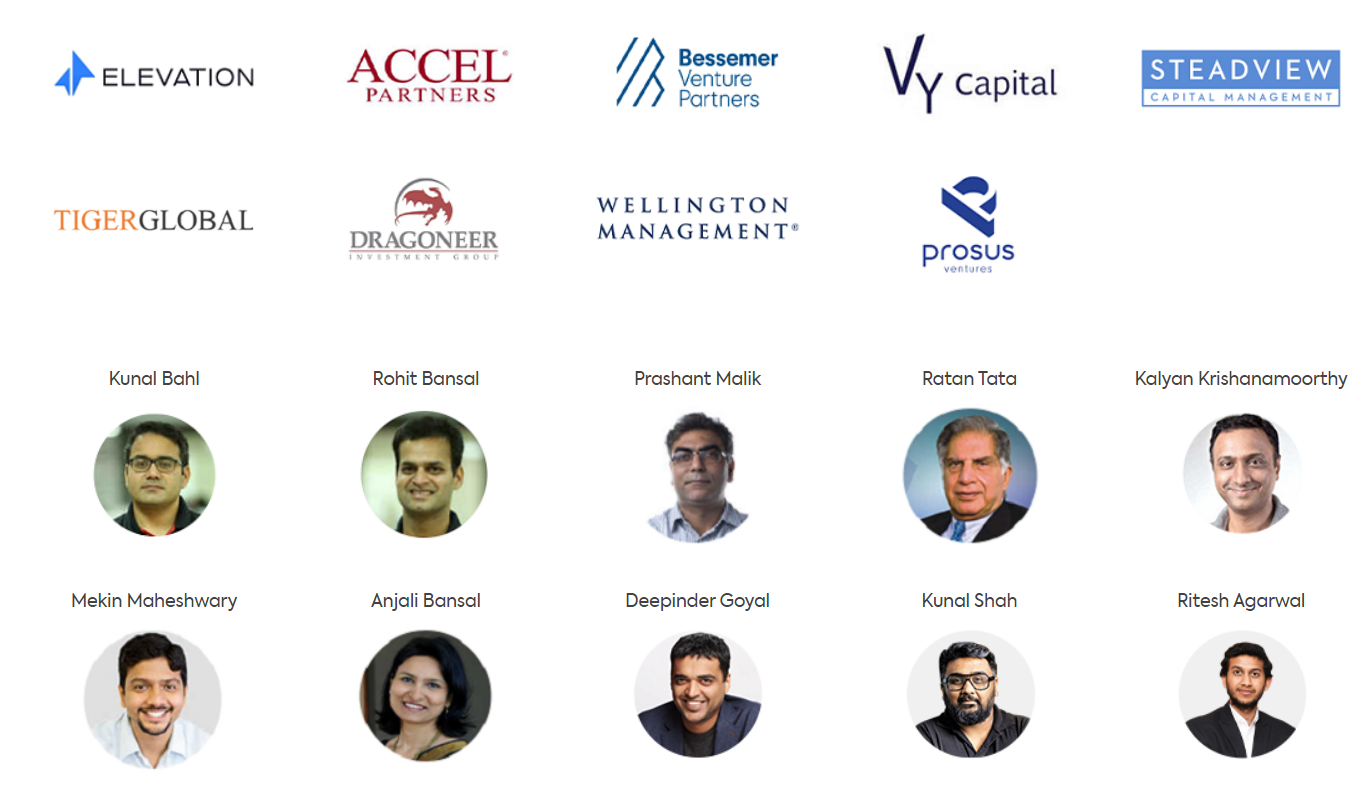 ELEVATION
ACCEL®
PARTNERS
Bessemer
Venture
Partners
Vy Capital
STEADVIEW
CAPITAL MANAGEMENT
TIGERGLOBAL
DRAGONEER
INVESTMENT GROUP
WELLINGTON
MANAGEMENT®
prosus
ventures
Kunal Bahl
Rohit Bansal
Prashant Malik
Ratan Tata
Kalyan Krishanamoorthy
Mekin Maheshwary
Anjali Bansal
Deepinder Goyal
Kunal Shah
Ritesh Agarwal